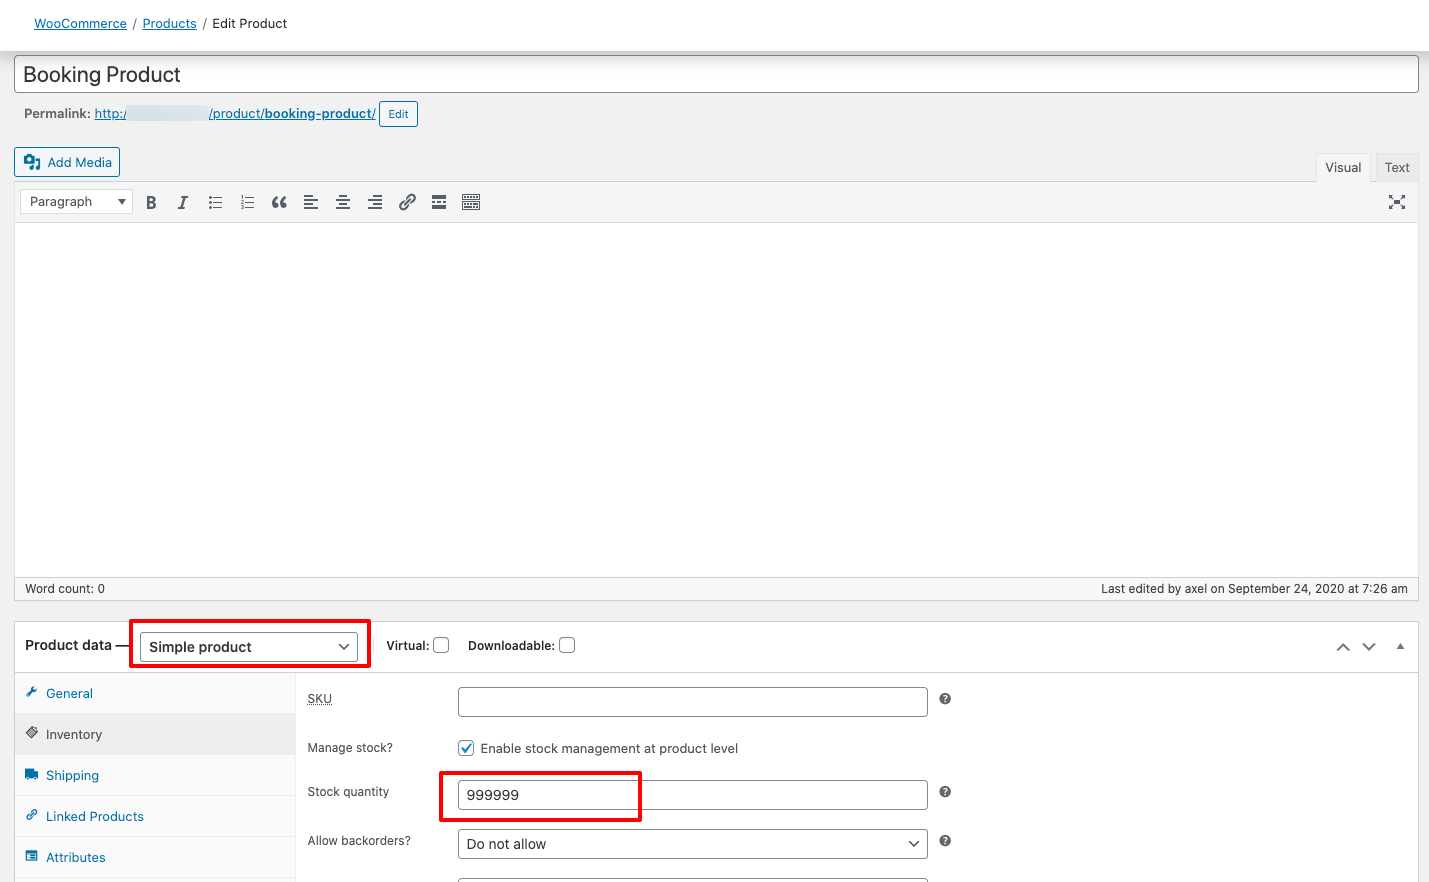 WooCommerce / Products / Edit Product
Booking Product
Permalink: http:/ /product/booking-product/ Edit
Add Media
Visual Text
Paragraph
Word count: 0
Last edited by axel on September 24, 2020 at 7:26 am
Product data — Simple product Virtual: Downloadable:
General
Inventory
Shipping
Linked Products
Attributes
SKU
Manage stock? Enable stock management at product level
Stock quantity 999999
Allow backorders? Do not allow